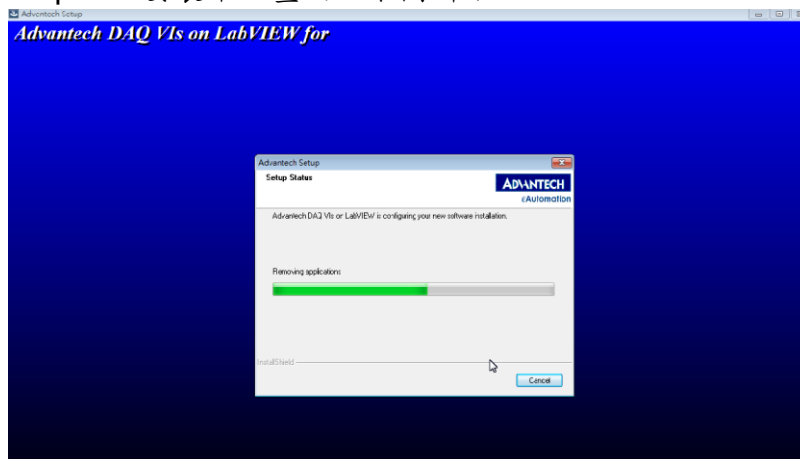 Advantech Setup
Advantech DAQ VIs on LabVIEW for
Advantech Setup
Setup Status
ADVANTECH
eAutomation
Advantech DAQ VIs or LabVIEW is configuring your new software installation.
Removing applications
InstallShield
Cancel